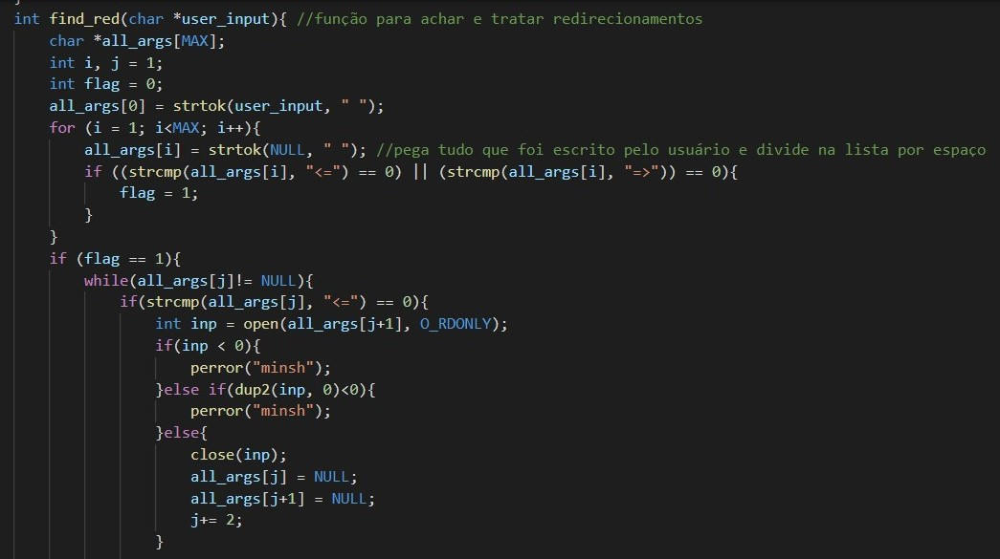 int find_red(char *user_input){ //função para achar e tratar redirecionamentos
    char *all_args[MAX];
    int i, j = 1;
    int flag = 0;
    all_args[0] = strtok(user_input, " ");
    for (i = 1; i<MAX; i++){
        all_args[i] = strtok(NULL, " "); //pega tudo que foi escrito pelo usuário e divide na lista por espaço
        if ((strcmp(all_args[i], "<=") == 0) || (strcmp(all_args[i], "=>")) == 0){
            flag = 1;
        }
    }
    if (flag == 1){
        while(all_args[j]!= NULL){
            if(strcmp(all_args[j], "<=") == 0){
                int inp = open(all_args[j+1], O_RDONLY);
                if(inp < 0){
                    perror("minsh");
                }else if(dup2(inp, 0)<0){
                    perror("minsh");
                }else{
                    close(inp);
                    all_args[j] = NULL;
                    all_args[j+1] = NULL;
                    j+= 2;
                }